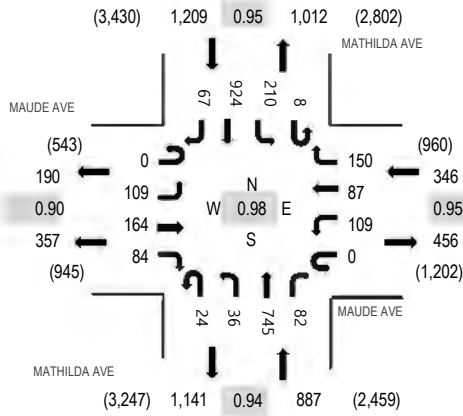 (3,430) 1,209 0.95 1,012 (2,802)
MATHILDA AVE
67 924 210 8
MAUDE AVE
(543) 0 150 (960)
190 109 N 87 346
0.90 164 W 0.98 E 109 0.95
357 84 S 0 456
(945) (1,202)
24 36 745 82
MAUDE AVE
MATHILDA AVE
(3,247) 1,141 0.94 887 (2,459)